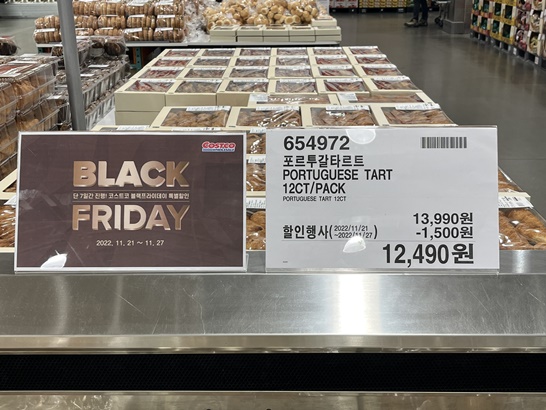 COSTCO
WHOLESALE
BLACK
단 7일간 진행! 코스트코 블랙프라이데이 특별할인
FRIDAY
2022. 11. 21 ~ 11. 27
654972
포르투갈타르트
PORTUGUESE TART
12CT/PACK
PORTUGUESE TART 12CT
13,990원
할인행사(2022/11/21 ~2022/11/27) -1,500원
12,490원